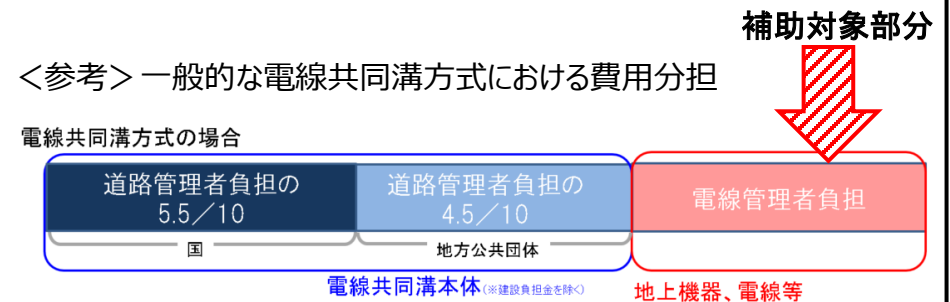 補助対象部分
＜参考＞ 一般的な電線共同溝方式における費用分担
電線共同溝方式の場合
道路管理者負担の
5.5／10
道路管理者負担の
4.5／10
電線管理者負担
国
地方公共団体
電線共同溝本体(※建設負担金を除く)
地上機器、電線等